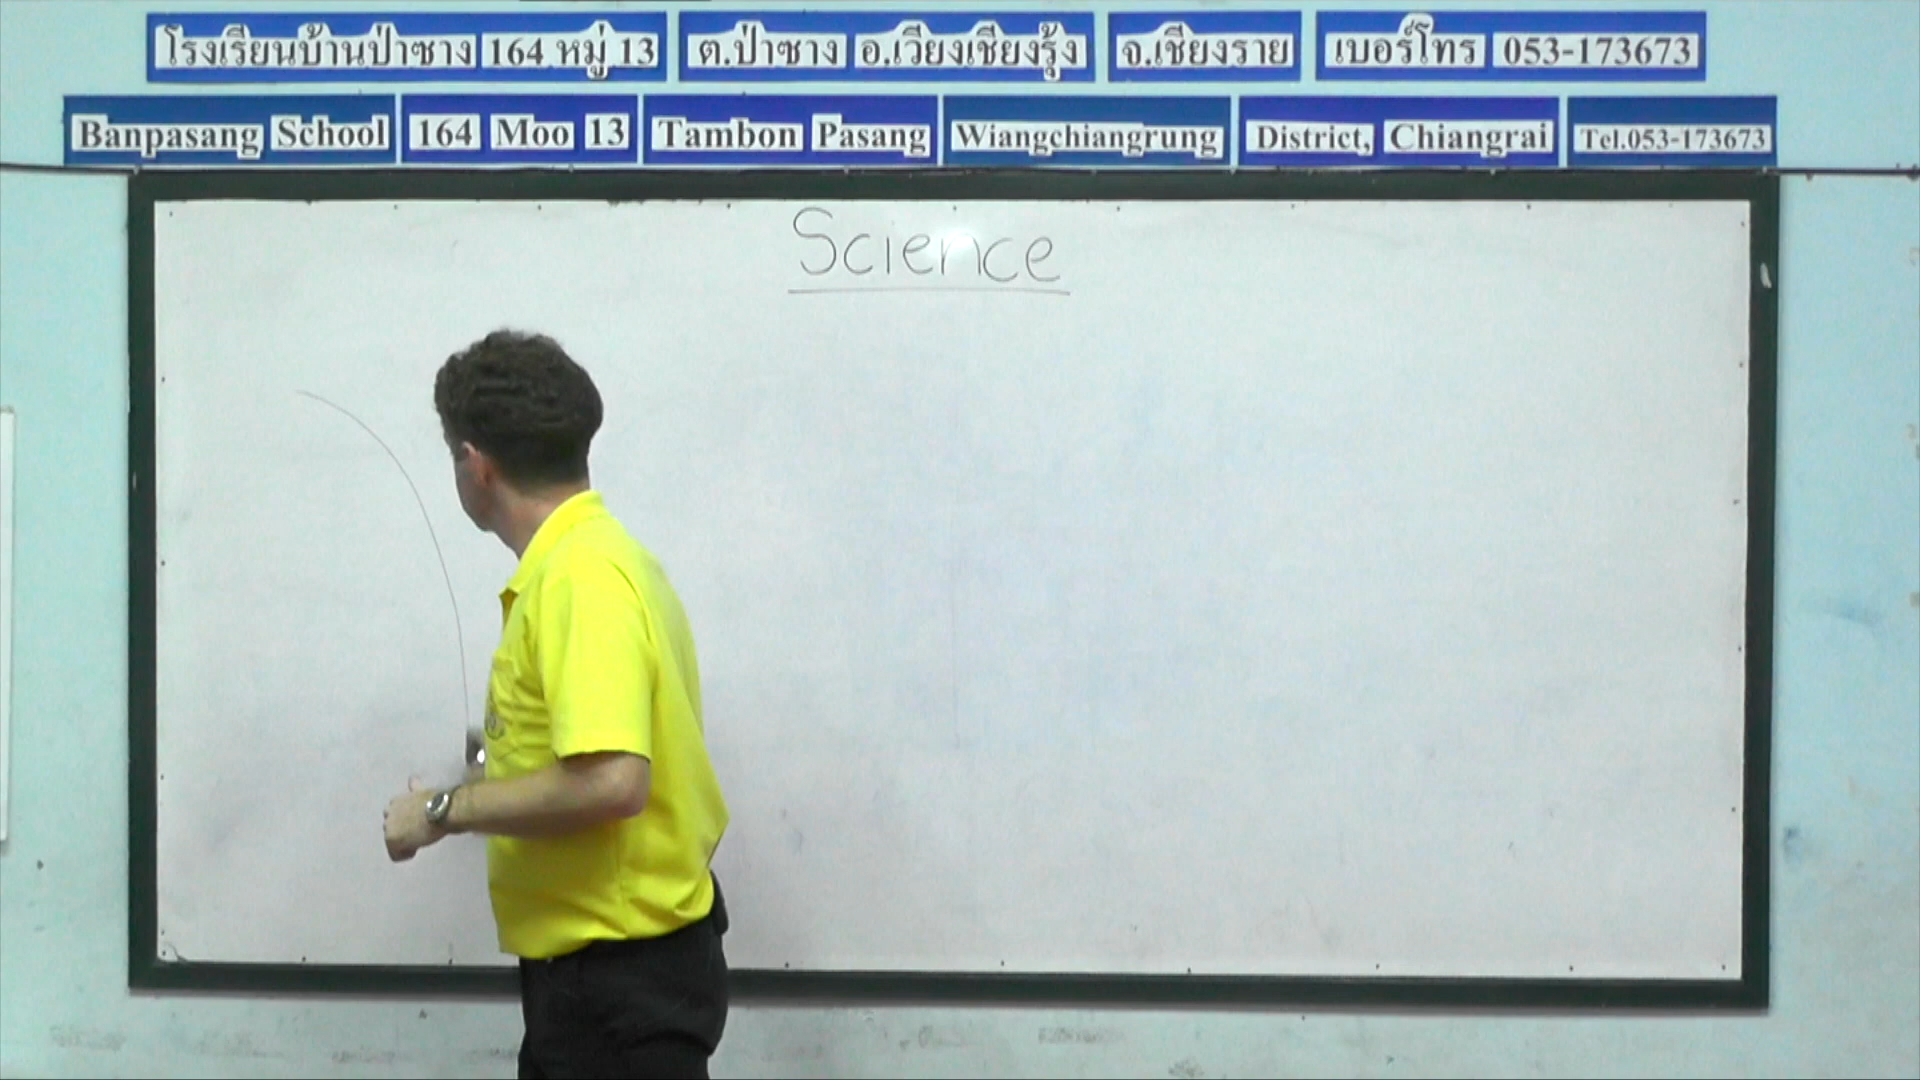 โรงเรียนบ้านป่าซาง 164 หมู่ 13 ต.ป่าซาง อ.เวียงเชียงรุ้ง จ.เชียงราย เบอร์โทร 053-173673
Banpasang School 164 Moo 13 Tambon Pasang Wiangchiangrung District, Chiangrai Tel.053-173673
Science